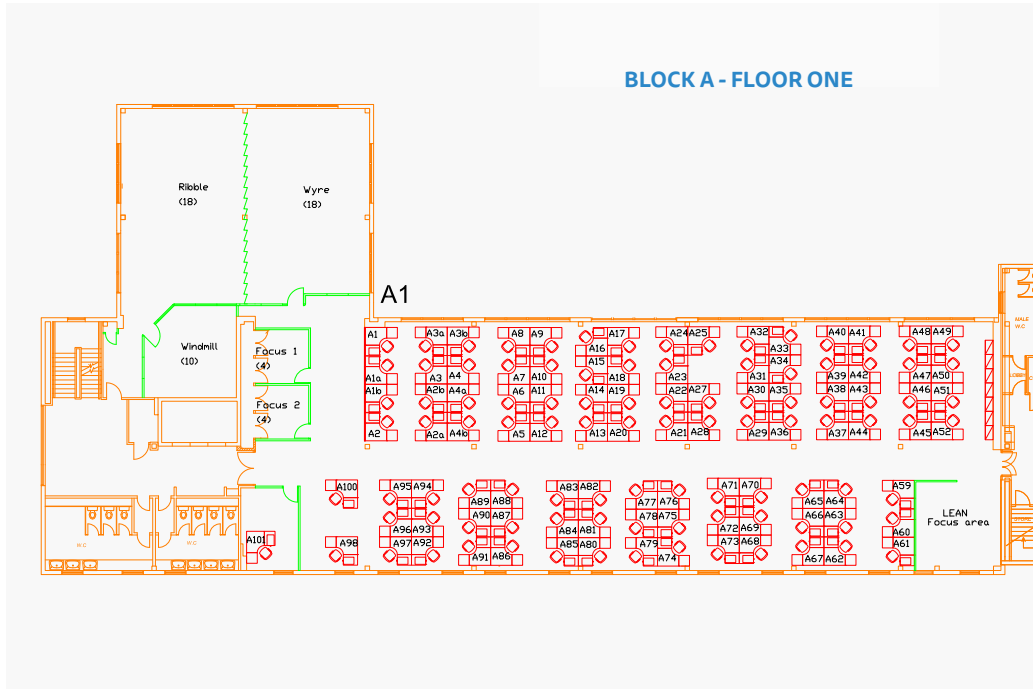 BLOCK A - FLOOR ONE
Ribble
(18)
Wyre
(18)
A1
Windmill
(10)
Focus 1
(4)
Focus 2
(4)
A1 A3a A3b A8 A9 A17 A24 A25 A32 A40 A41 A48 A49
A16 A33
A15 A34
A1a A3 A4 A7 A10 A18 A23 A31 A39 A42 A47 A50
A1b A2b A4a A6 A11 A14 A19 A22 A27 A30 A35 A38 A43 A46 A51
A2 A2a A4b A5 A12 A13 A20 A21 A28 A29 A36 A37 A44 A45 A52
MALE
W.C
A100 A95 A94 A83 A82 A71 A70 A59
A89 A88 A77 A76 A65 A64
A90 A87 A78 A75 A66 A63
A96 A93 A84 A81 A72 A69 A60
A101 A98 A97 A92 A85 A80 A79 A73 A68 A61
A91 A86 A74 A67 A62
LEAN
Focus area
W.C
W.C